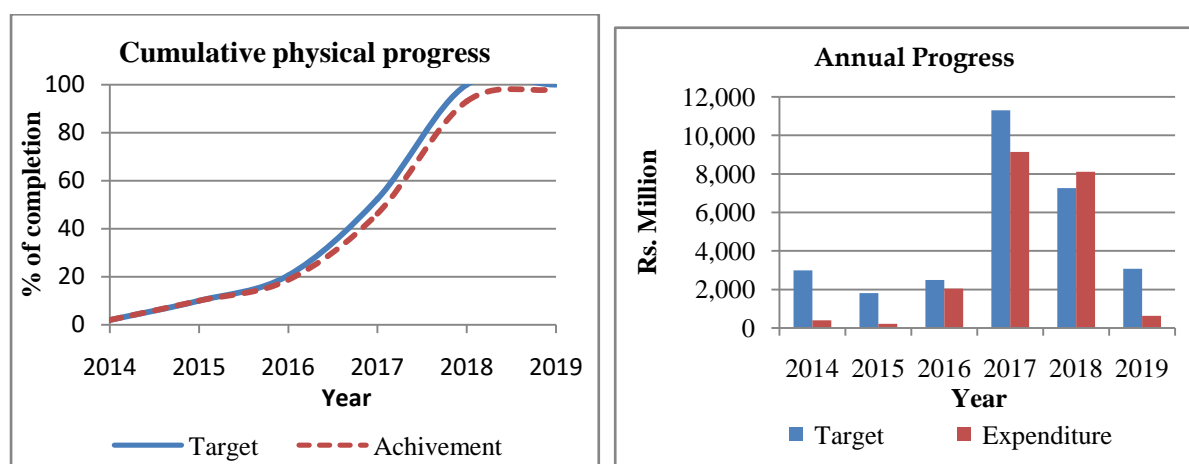 Cumulative physical progress
% of completion
100
80
60
40
20
0
2014 2015 2016 2017 2018 2019
Year
Target Achivement
Annual Progress
Rs. Million
12,000
10,000
8,000
6,000
4,000
2,000
0
2014 2015 2016 2017 2018 2019
Year
Target Expenditure